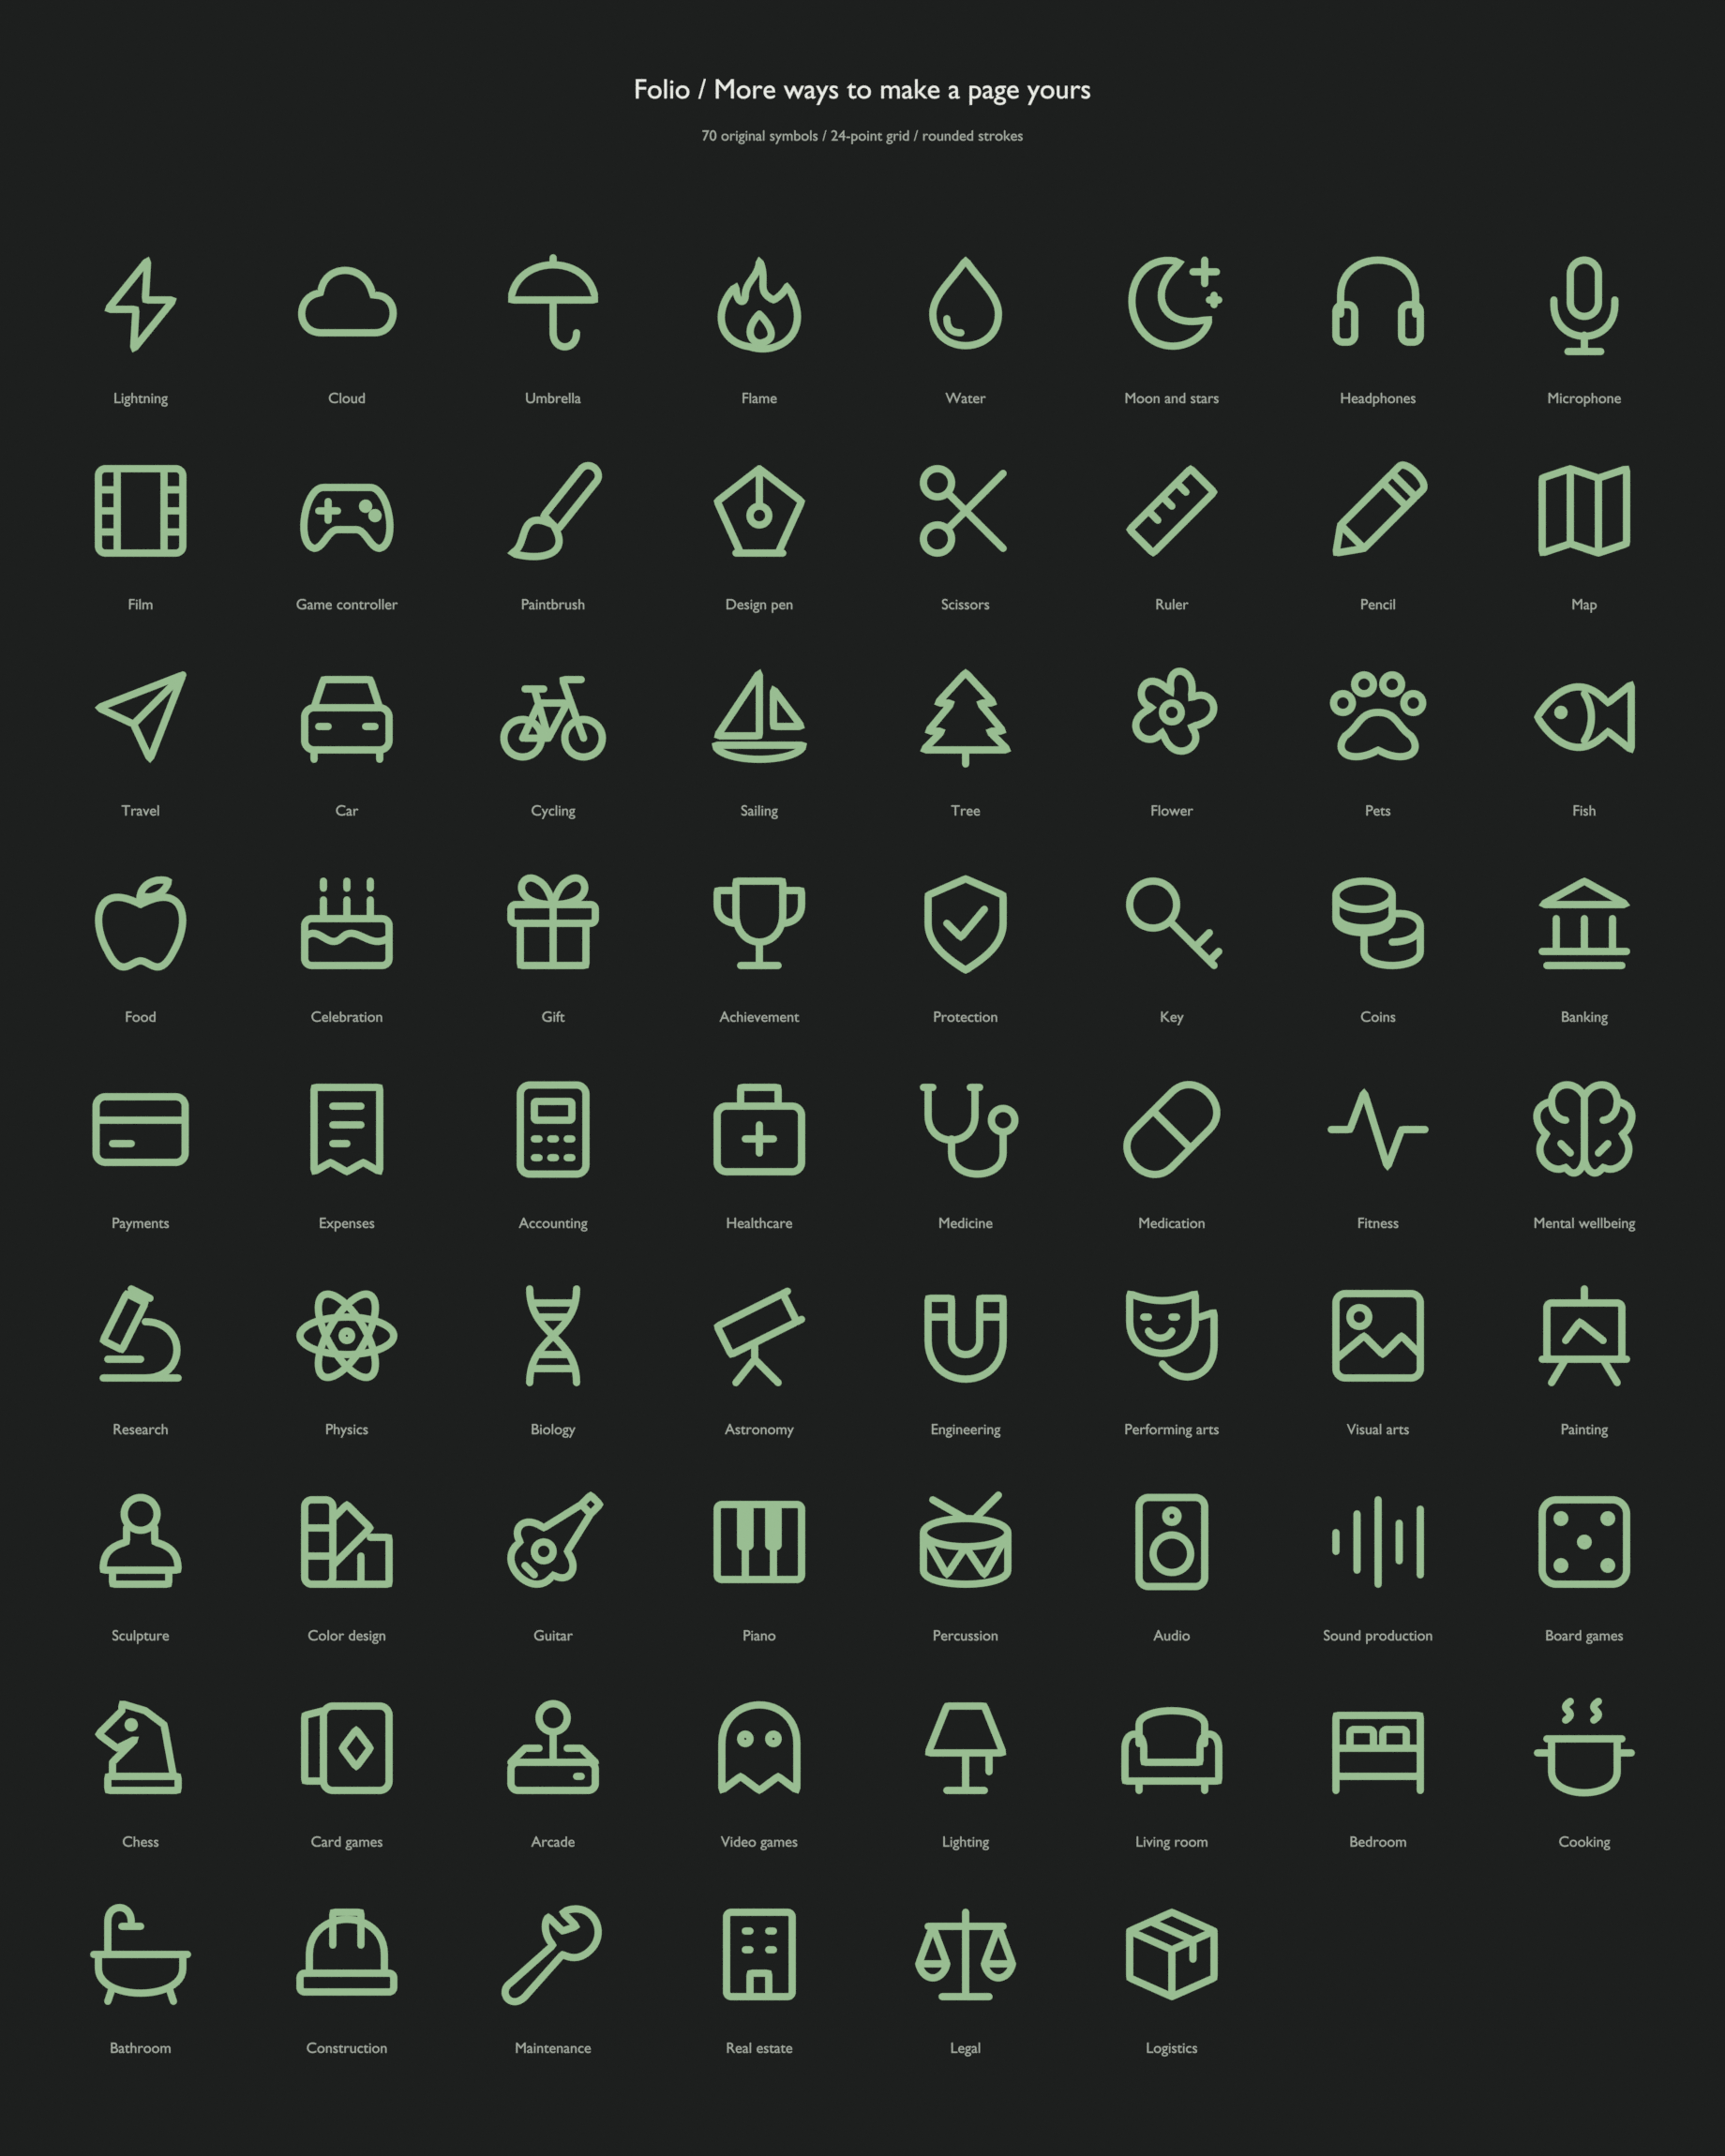 Folio / More ways to make a page yours
70 original symbols / 24-point grid / rounded strokes
Lightning
Cloud
Umbrella
Flame
Water
Moon and stars
Headphones
Microphone
Film
Game controller
Paintbrush
Design pen
Scissors
Ruler
Pencil
Map
Travel
Car
Cycling
Sailing
Tree
Flower
Pets
Fish
Food
Celebration
Gift
Achievement
Protection
Key
Coins
Banking
Payments
Expenses
Accounting
Healthcare
Medicine
Medication
Fitness
Mental wellbeing
Research
Physics
Biology
Astronomy
Engineering
Performing arts
Visual arts
Painting
Sculpture
Color design
Guitar
Piano
Percussion
Audio
Sound production
Board games
Chess
Card games
Arcade
Video games
Lighting
Living room
Bedroom
Cooking
Bathroom
Construction
Maintenance
Real estate
Legal
Logistics